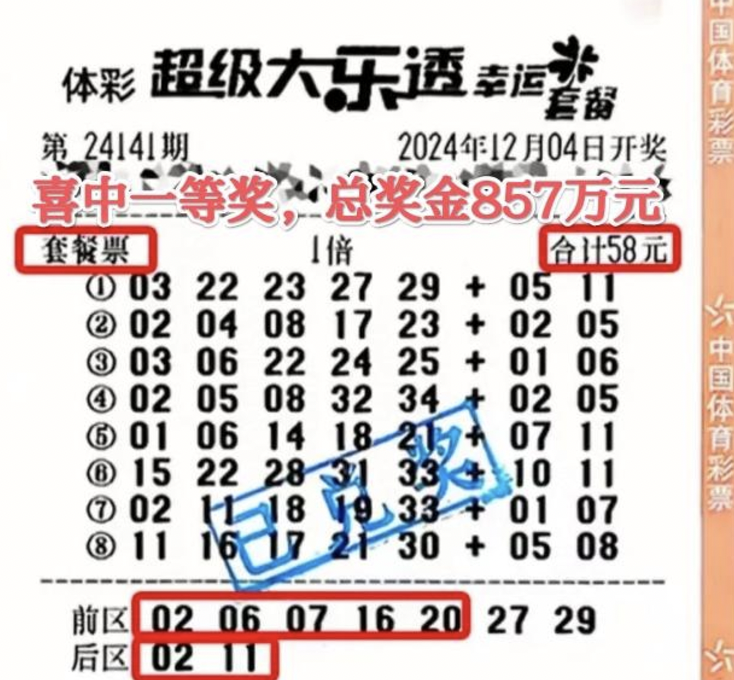 体彩 超级大乐透 幸运套餐
第 24141期 2024年12月04日开奖
喜中一等奖，总奖金857万元
套餐票 1倍 合计58元
① 03 22 23 27 29 + 05 11
② 02 04 08 17 23 + 02 05
③ 03 06 22 24 25 + 01 06
④ 02 05 08 32 34 + 02 05
⑤ 01 06 14 18 21 + 07 11
⑥ 15 22 28 31 33 + 10 11
⑦ 02 11 18 19 33 + 01 07
⑧ 11 16 17 21 30 + 05 08
已兑奖
前区 02 06 07 16 20 27 29
后区 02 11
中国体育彩票
中国体育彩票